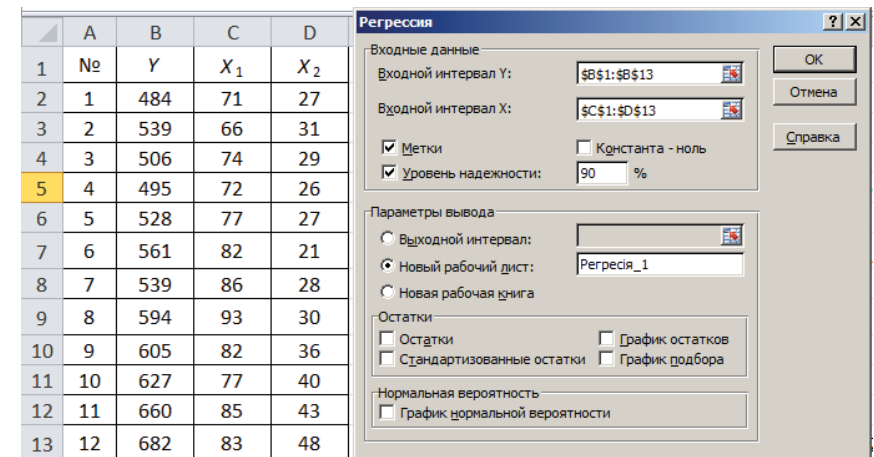 A B C D
1 № Y X1 X2
2 1 484 71 27
3 2 539 66 31
4 3 506 74 29
5 4 495 72 26
6 5 528 77 27
7 6 561 82 21
8 7 539 86 28
9 8 594 93 30
10 9 605 82 36
11 10 627 77 40
12 11 660 85 43
13 12 682 83 48
Регрессия
Входные данные
Входной интервал Y: $B$1:$B$13
Входной интервал X: $C$1:$D$13
Метки Константа - ноль
Уровень надежности: 90 %
Параметры вывода
Выходной интервал:
Новый рабочий лист: Регресія_1
Новая рабочая книга
Остатки
Остатки График остатков
Стандартизованные остатки График подбора
Нормальная вероятность
График нормальной вероятности
ОК
Отмена
Справка